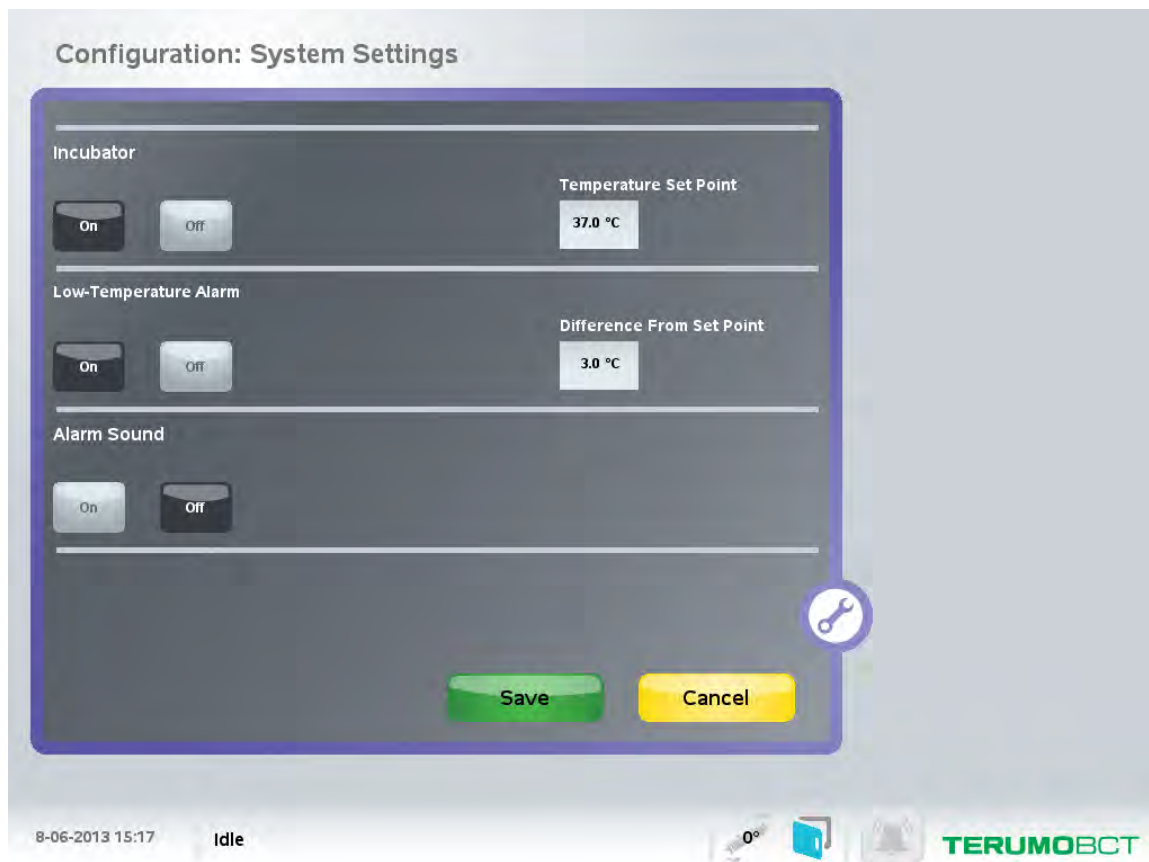 Configuration: System Settings
Incubator
Temperature Set Point
On Off 37.0 °C
Low-Temperature Alarm
Difference From Set Point
On Off 3.0 °C
Alarm Sound
On Off
Save Cancel
8-06-2013 15:17 Idle 0° TERUMOBCT